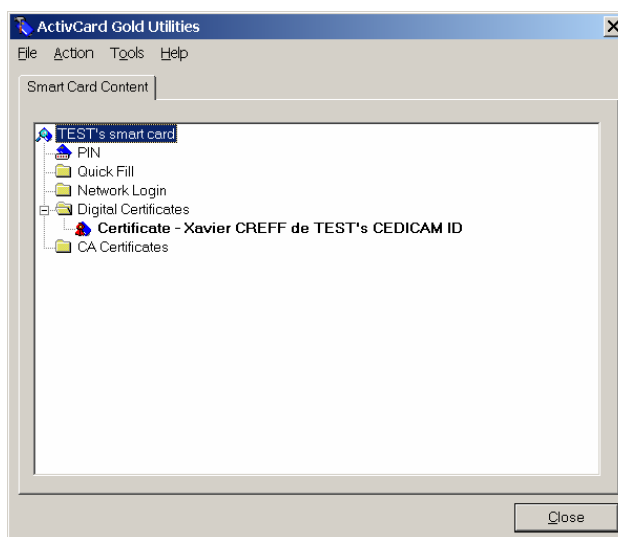 ActivCard Gold Utilities
File Action Tools Help
Smart Card Content
TEST's smart card
PIN
Quick Fill
Network Login
Digital Certificates
Certificate - Xavier CREFF de TEST's CEDICAM ID
CA Certificates
Close